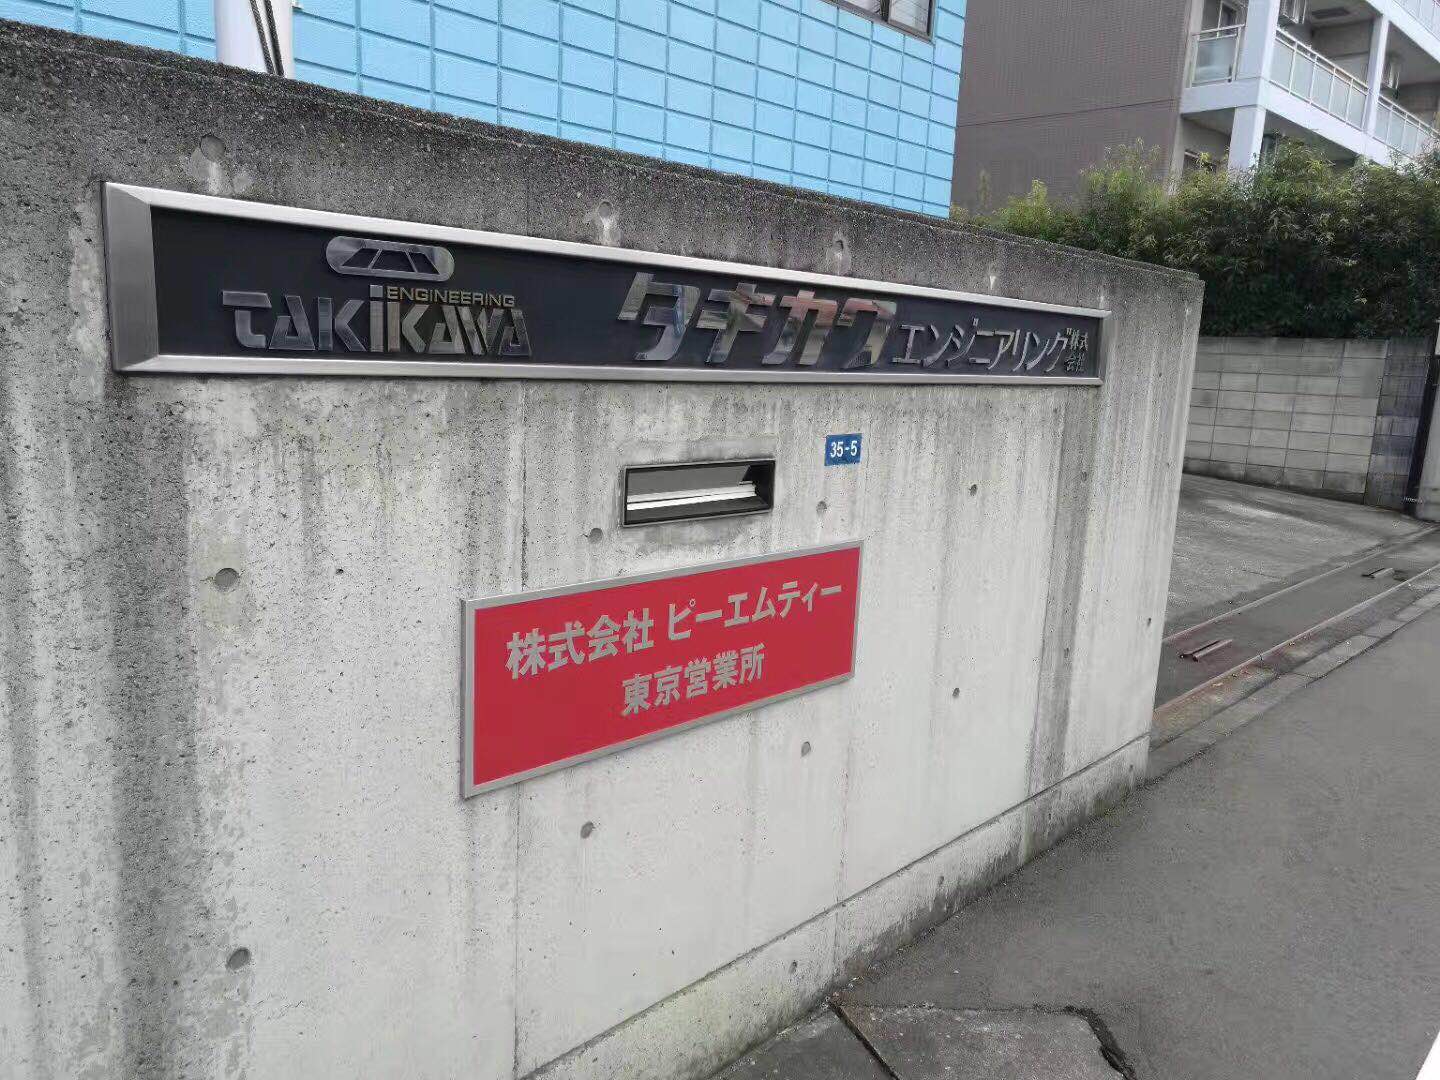 ENGINEERING
TAKIKAWA
タキカワエンジニアリング株式会社
35-5
株式会社 ピーエムティー
東京営業所